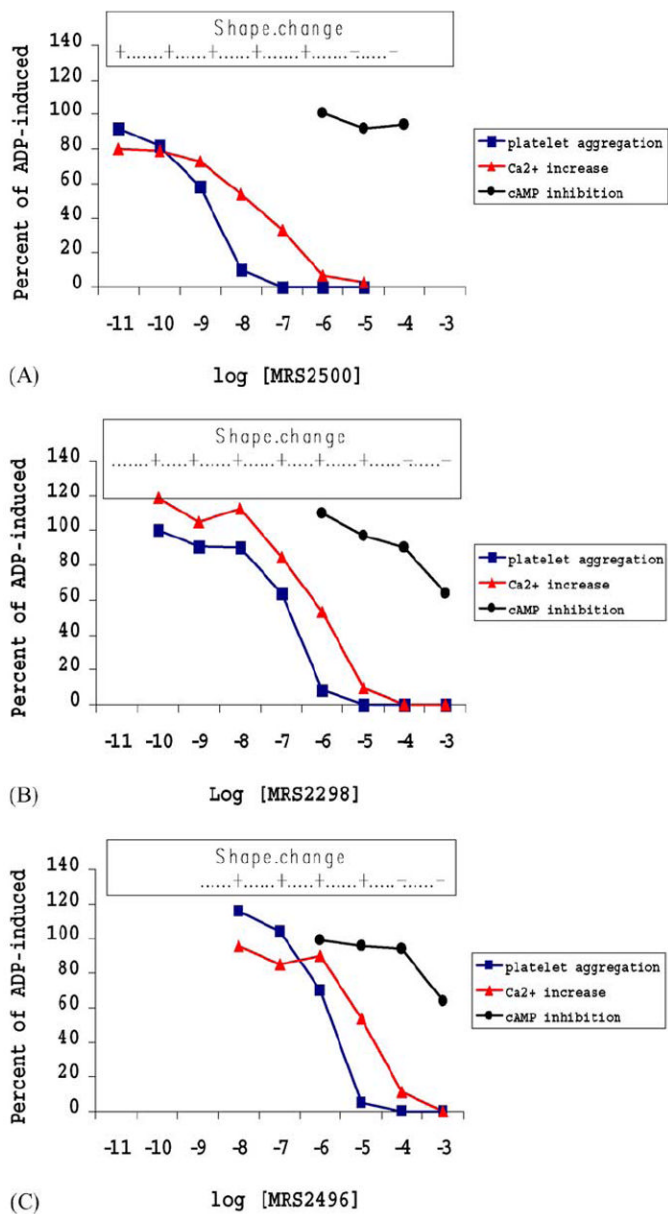 Shape.change
+......+......+......+......+......−.....−
140
120
100
80
60
40
20
0
Percent of ADP-induced
-11 -10 -9 -8 -7 -6 -5 -4 -3
log [MRS2500]
(A)
platelet aggregation
Ca2+ increase
cAMP inhibition
Shape.change
......+......+......+......+......+......+......−......−
140
120
100
80
60
40
20
0
Percent of ADP-induced
-11 -10 -9 -8 -7 -6 -5 -4 -3
Log [MRS2298]
(B)
platelet aggregation
Ca2+ increase
cAMP inhibition
Shape.change
......+......+......+......+......−......−
140
120
100
80
60
40
20
0
Percent of ADP-induced
-11 -10 -9 -8 -7 -6 -5 -4 -3
log [MRS2496]
(C)
platelet aggregation
Ca2+ increase
cAMP inhibition